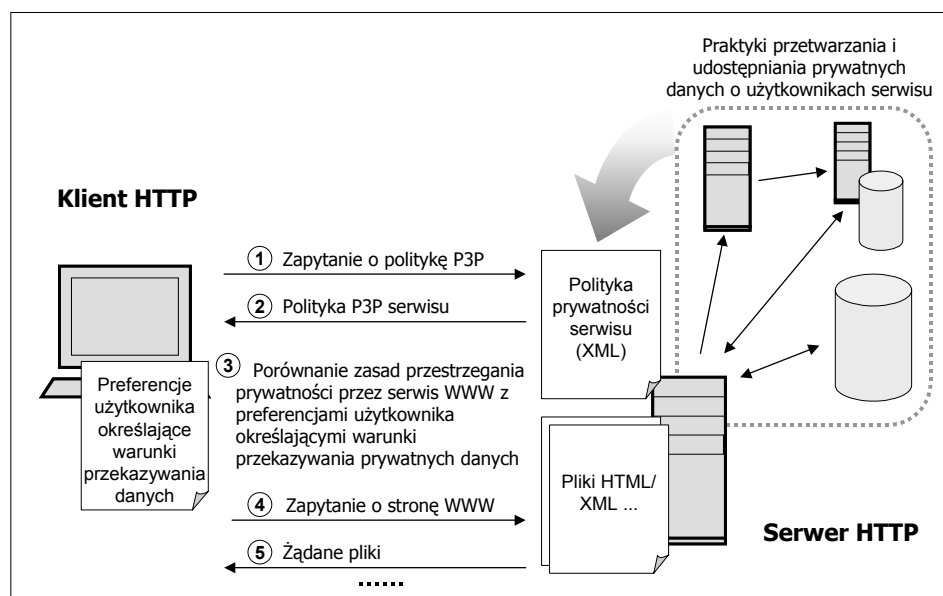 Praktyki przetwarzania i
udostępniania prywatnych
danych o użytkownikach serwisu
Klient HTTP
1 Zapytanie o politykę P3P
2 Polityka P3P serwisu
Polityka
prywatności
serwisu
(XML)
3 Porównanie zasad przestrzegania
prywatności przez serwis WWW z
preferencjami użytkownika
określającymi warunki
przekazywania prywatnych danych
Preferencje
użytkownika
określające
warunki
przekazywania
danych
4 Zapytanie o stronę WWW
5 Żądane pliki
......
Pliki HTML/
XML ...
Serwer HTTP